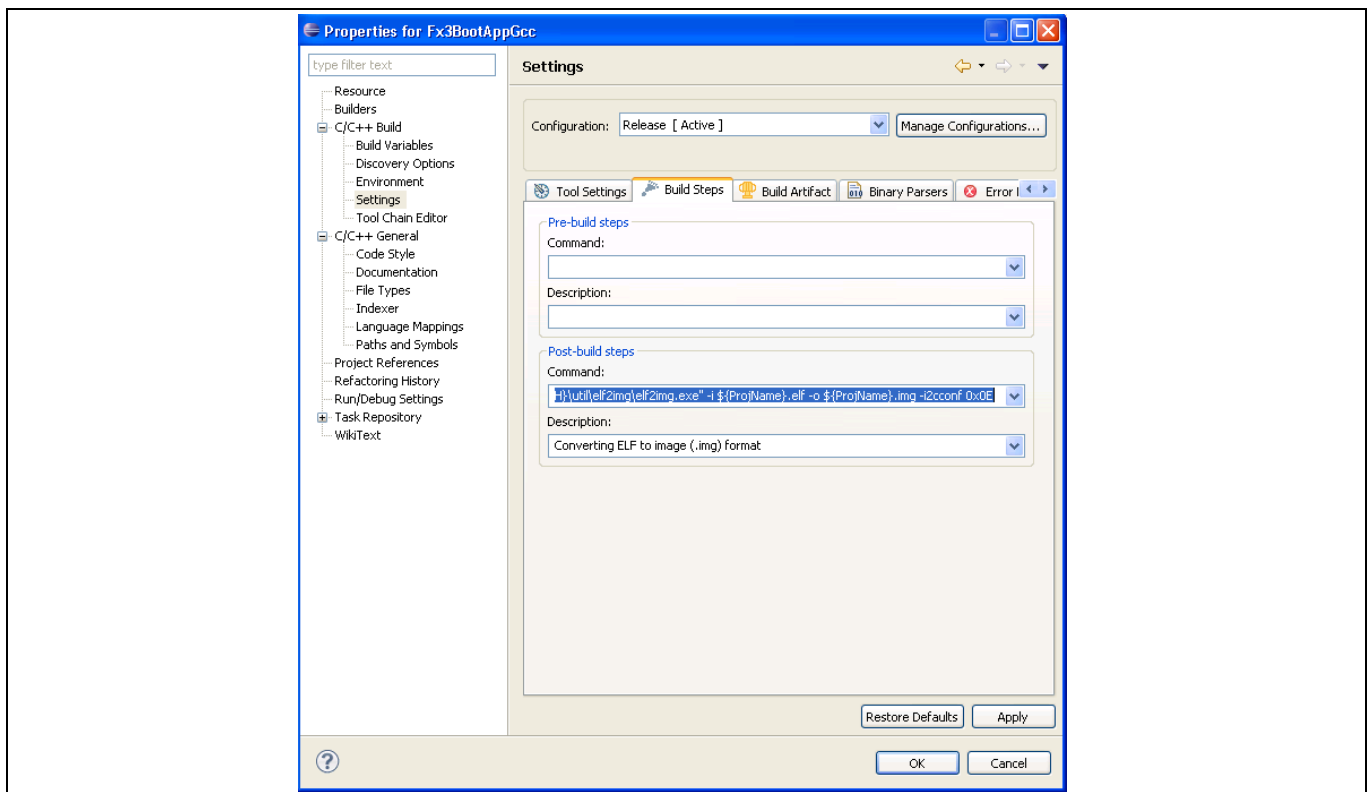 Properties for Fx3BootAppGcc
type filter text
Resource
Builders
C/C++ Build
Build Variables
Discovery Options
Environment
Settings
Tool Chain Editor
C/C++ General
Code Style
Documentation
File Types
Indexer
Language Mappings
Paths and Symbols
Project References
Refactoring History
Run/Debug Settings
Task Repository
WikiText
Settings
Configuration: Release [ Active ] Manage Configurations...
Tool Settings Build Steps Build Artifact Binary Parsers Error
Pre-build steps
Command:
Description:
Post-build steps
Command:
H}\util\elf2img\elf2img.exe" -i ${ProjName}.elf -o ${ProjName}.img -i2cconf 0x0E
Description:
Converting ELF to image (.img) format
Restore Defaults Apply
OK Cancel